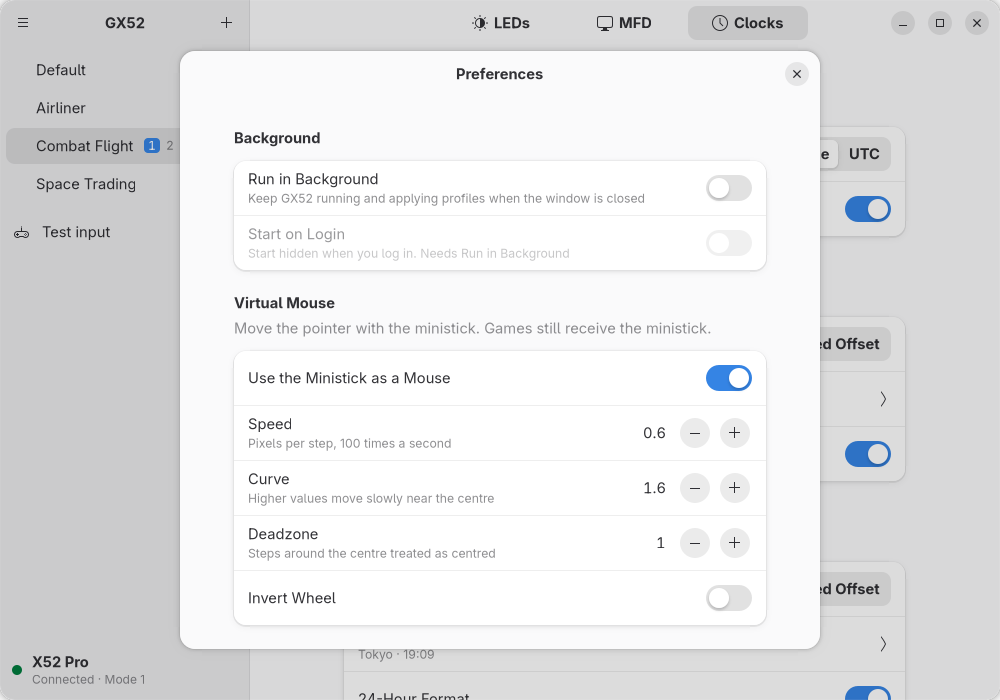 GX52
LEDs
MFD
Clocks
Default
Airliner
Combat Flight 1 2
Space Trading
Test input
X52 Pro
Connected · Mode 1
Preferences
Background
Run in Background
Keep GX52 running and applying profiles when the window is closed
Start on Login
Start hidden when you log in. Needs Run in Background
Virtual Mouse
Move the pointer with the ministick. Games still receive the ministick.
Use the Ministick as a Mouse
Speed
Pixels per step, 100 times a second
0.6
Curve
Higher values move slowly near the centre
1.6
Deadzone
Steps around the centre treated as centred
1
Invert Wheel
UTC
Offset
Offset
Tokyo · 19:09
24-Hour Format